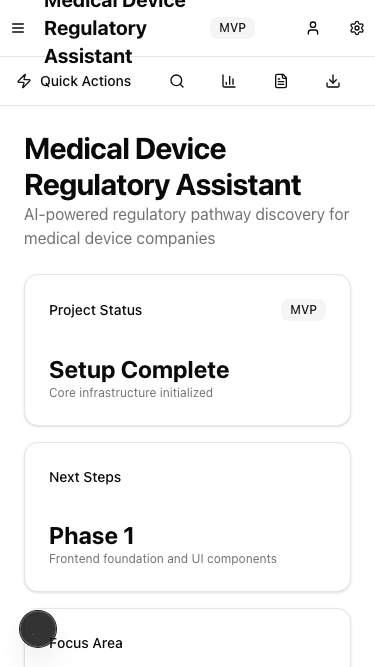 Medical Device
Regulatory
Assistant
MVP
Quick Actions
Medical Device
Regulatory Assistant
AI-powered regulatory pathway discovery for
medical device companies
Project Status
MVP
Setup Complete
Core infrastructure initialized
Next Steps
Phase 1
Frontend foundation and UI components
Focus Area